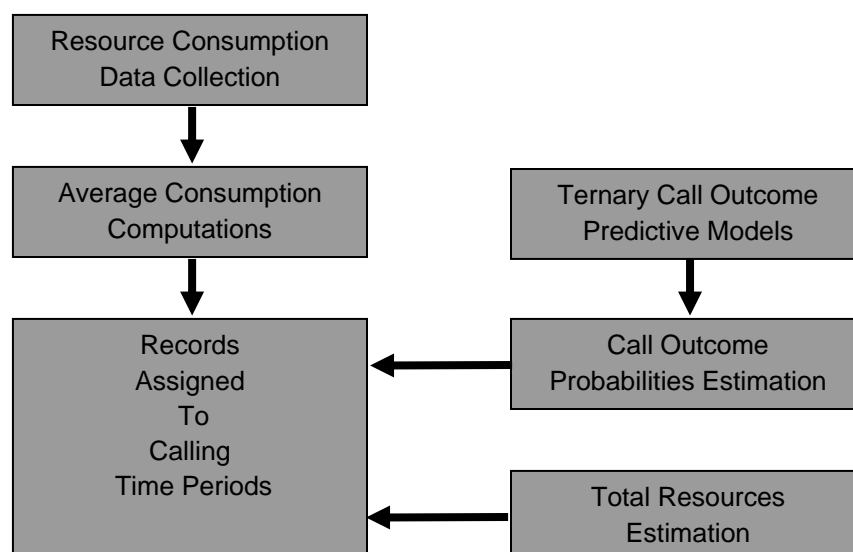 Resource Consumption
Data Collection
Average Consumption
Computations
Ternary Call Outcome
Predictive Models
Records
Assigned
To
Calling
Time Periods
Call Outcome
Probabilities Estimation
Total Resources
Estimation